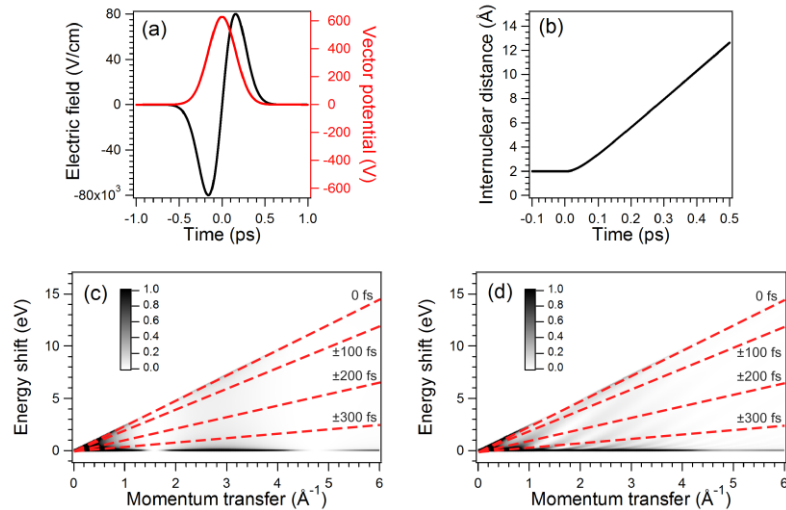 (a)
Electric field (V/cm)
80
40
0
-40
-80x10³
600
400
200
0
-200
-400
-600
Vector potential (V)
-1.0 -0.5 0.0 0.5 1.0
Time (ps)
(b)
Internuclear distance (Å)
14
12
10
8
6
4
2
0
-0.1 0.0 0.1 0.2 0.3 0.4 0.5
Time (ps)
(c)
Energy shift (eV)
15
10
5
0
1.0
0.8
0.6
0.4
0.2
0.0
0 fs
±100 fs
±200 fs
±300 fs
0 1 2 3 4 5 6
Momentum transfer (Å⁻¹)
(d)
Energy shift (eV)
15
10
5
0
1.0
0.8
0.6
0.4
0.2
0.0
0 fs
±100 fs
±200 fs
±300 fs
0 1 2 3 4 5 6
Momentum transfer (Å⁻¹)